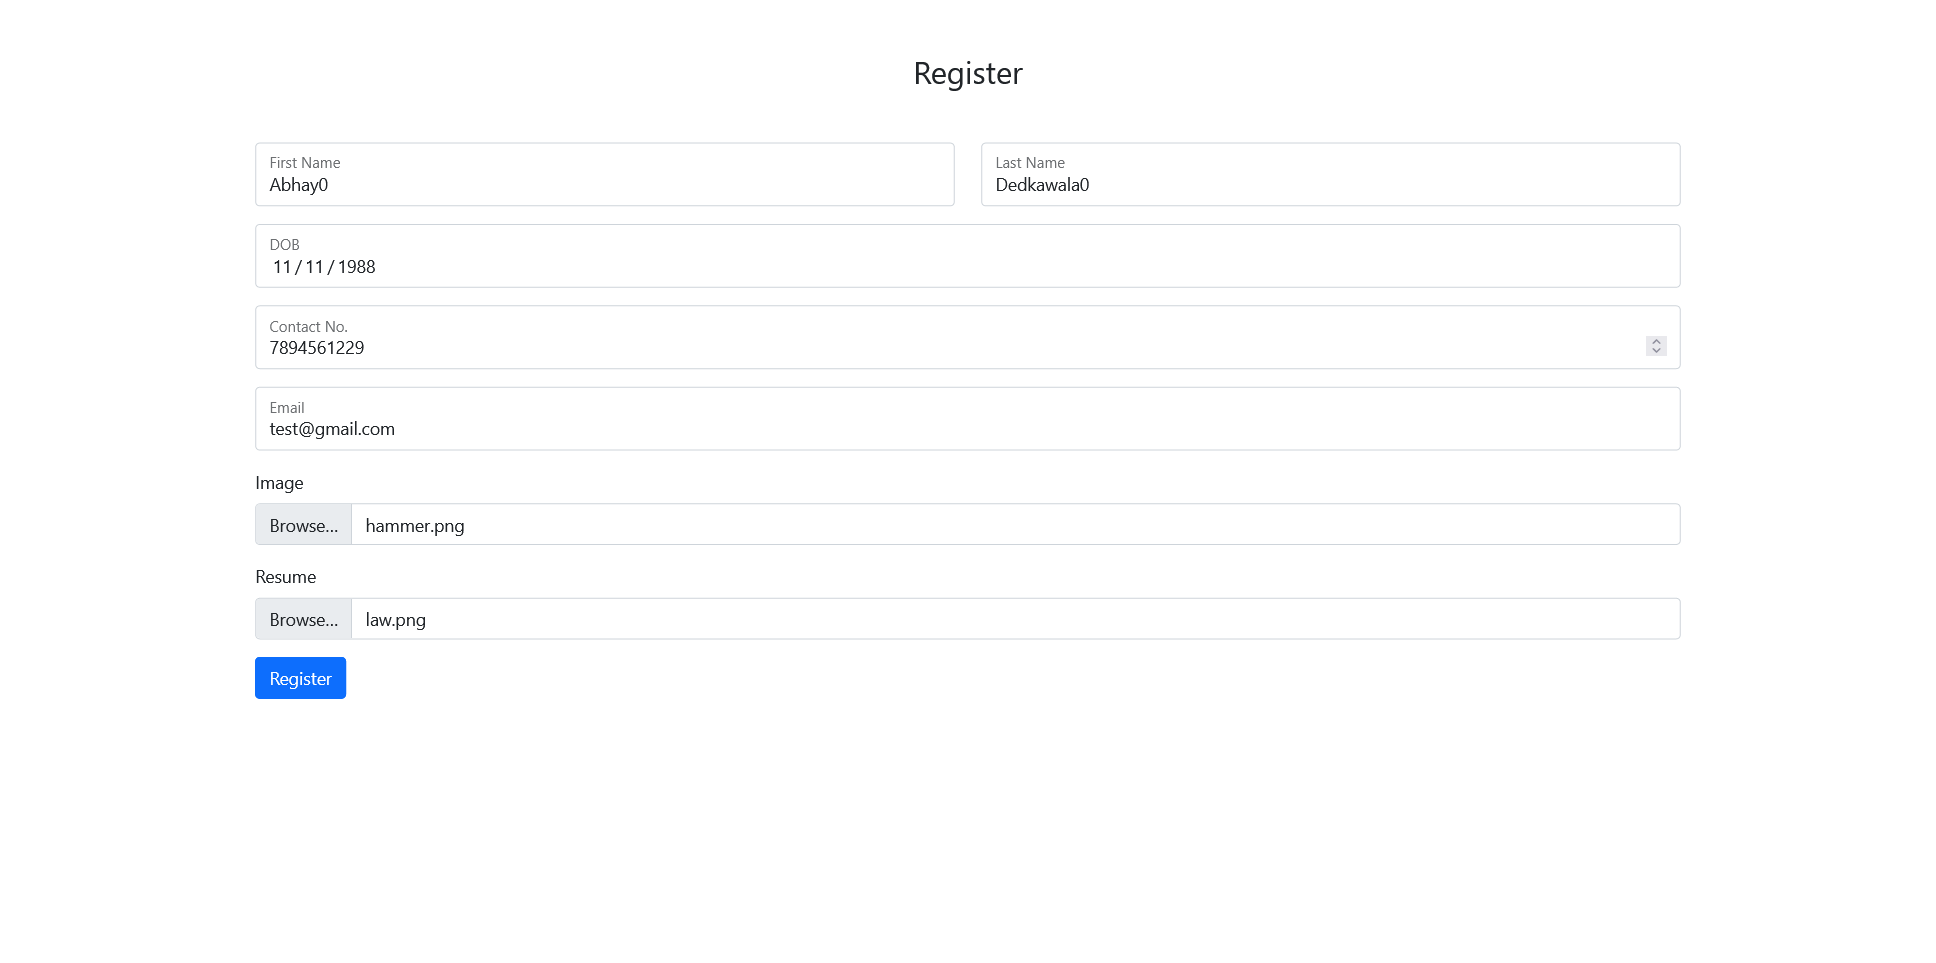 Register
First Name
Abhay0
Last Name
Dedkawala0
DOB
11 / 11 / 1988
Contact No.
7894561229
Email
test@gmail.com
Image
Browse... hammer.png
Resume
Browse... law.png
Register